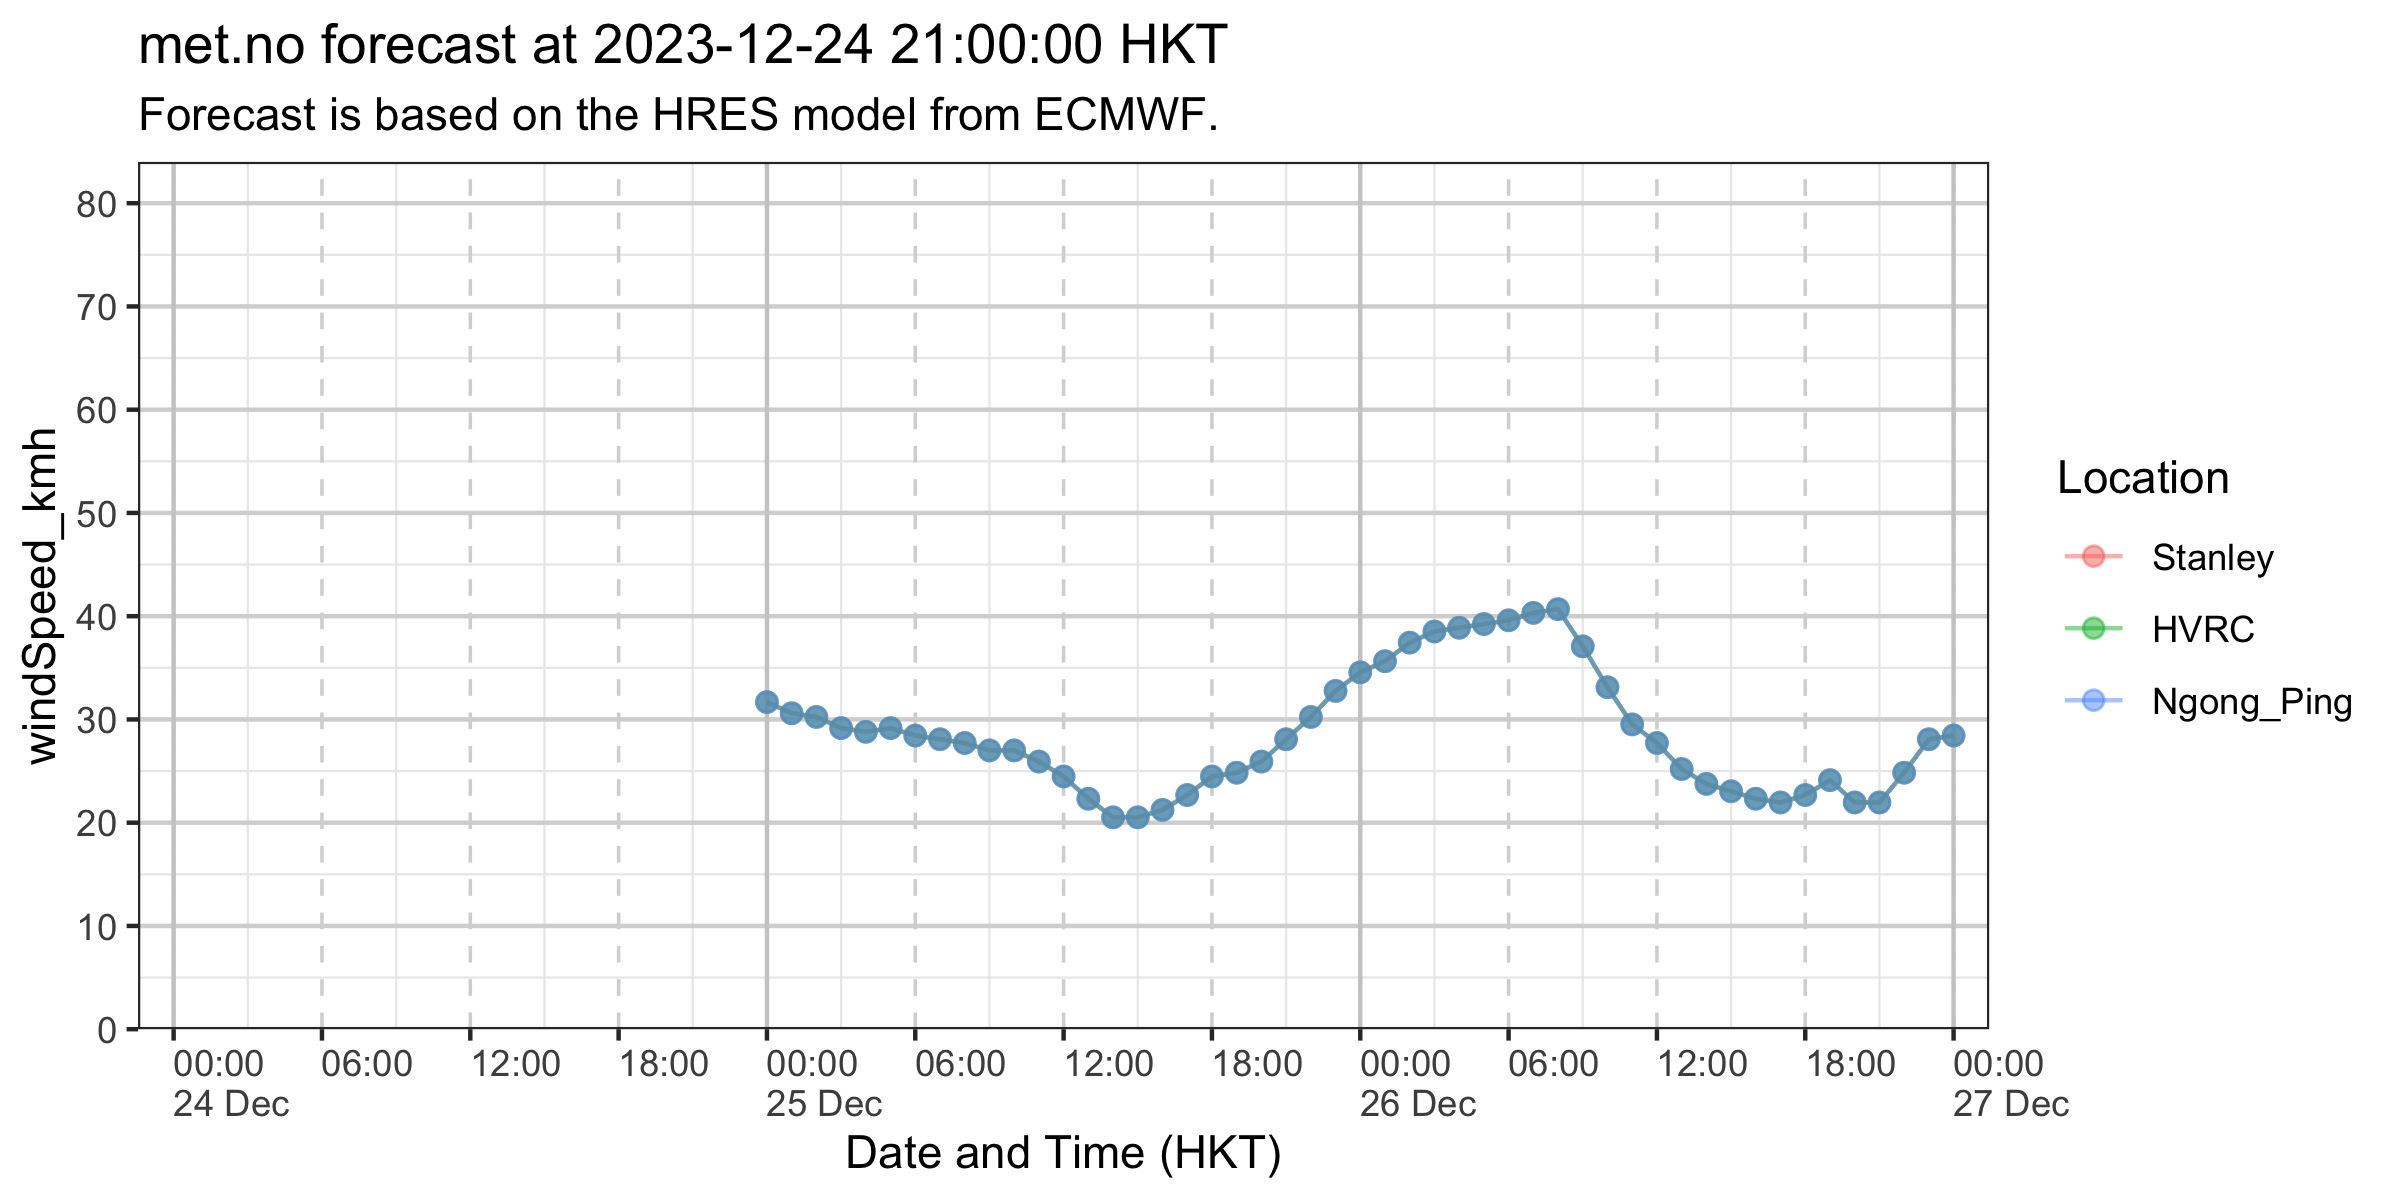 met.no forecast at 2023-12-24 21:00:00 HKT
Forecast is based on the HRES model from ECMWF.
windSpeed_kmh
80
70
60
50
40
30
20
10
0
00:00 06:00 12:00 18:00 00:00 06:00 12:00 18:00 00:00 06:00 12:00 18:00 00:00
24 Dec 25 Dec 26 Dec 27 Dec
Date and Time (HKT)
Location
Stanley
HVRC
Ngong_Ping